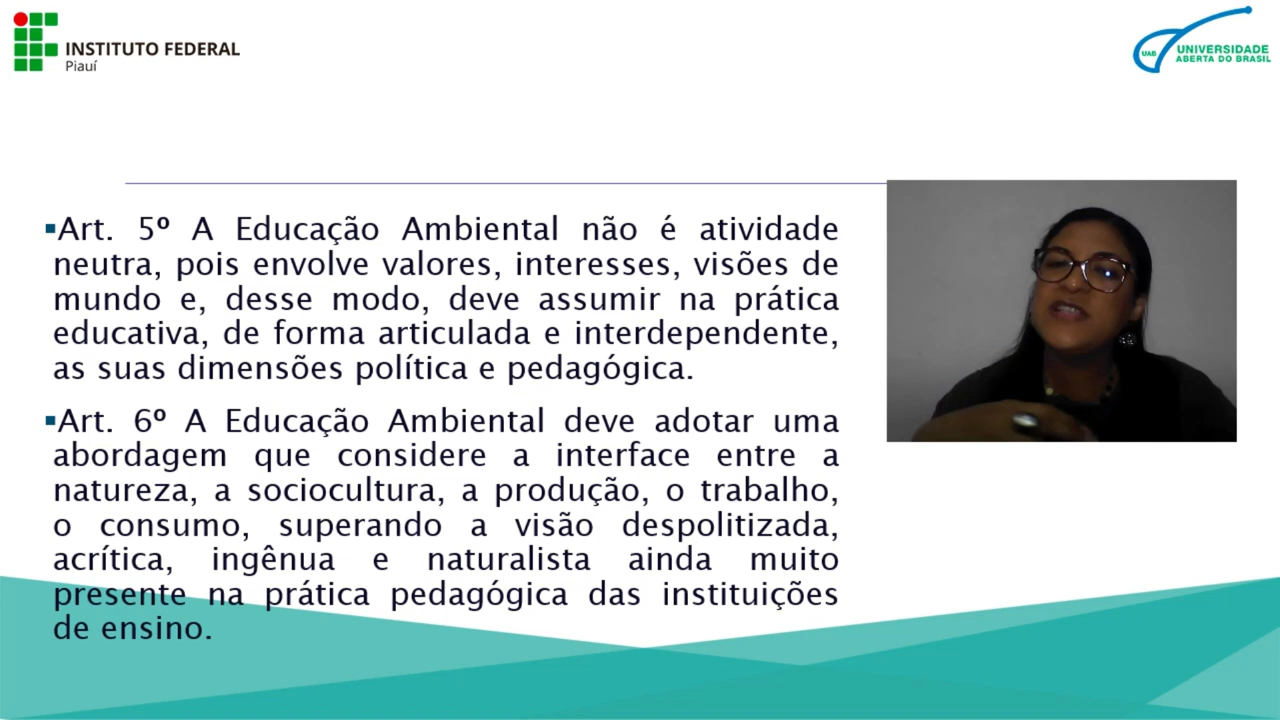 INSTITUTO FEDERAL
Piauí
UAB
UNIVERSIDADE
ABERTA DO BRASIL
▪Art. 5º A Educação Ambiental não é atividade
neutra, pois envolve valores, interesses, visões de
mundo e, desse modo, deve assumir na prática
educativa, de forma articulada e interdependente,
as suas dimensões política e pedagógica.
▪Art. 6º A Educação Ambiental deve adotar uma
abordagem que considere a interface entre a
natureza, a sociocultura, a produção, o trabalho,
o consumo, superando a visão despolitizada,
acrítica, ingênua e naturalista ainda muito
presente na prática pedagógica das instituições
de ensino.